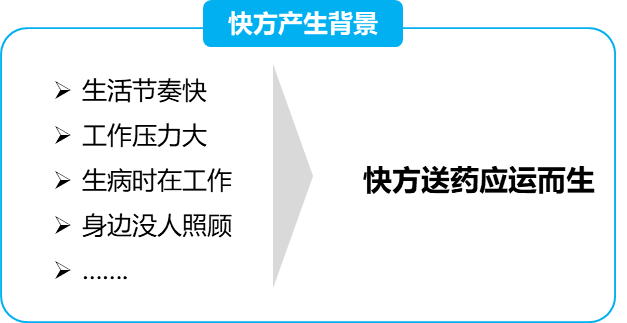 快方产生背景
生活节奏快
工作压力大
生病时在工作
身边没人照顾
…….
快方送药应运而生